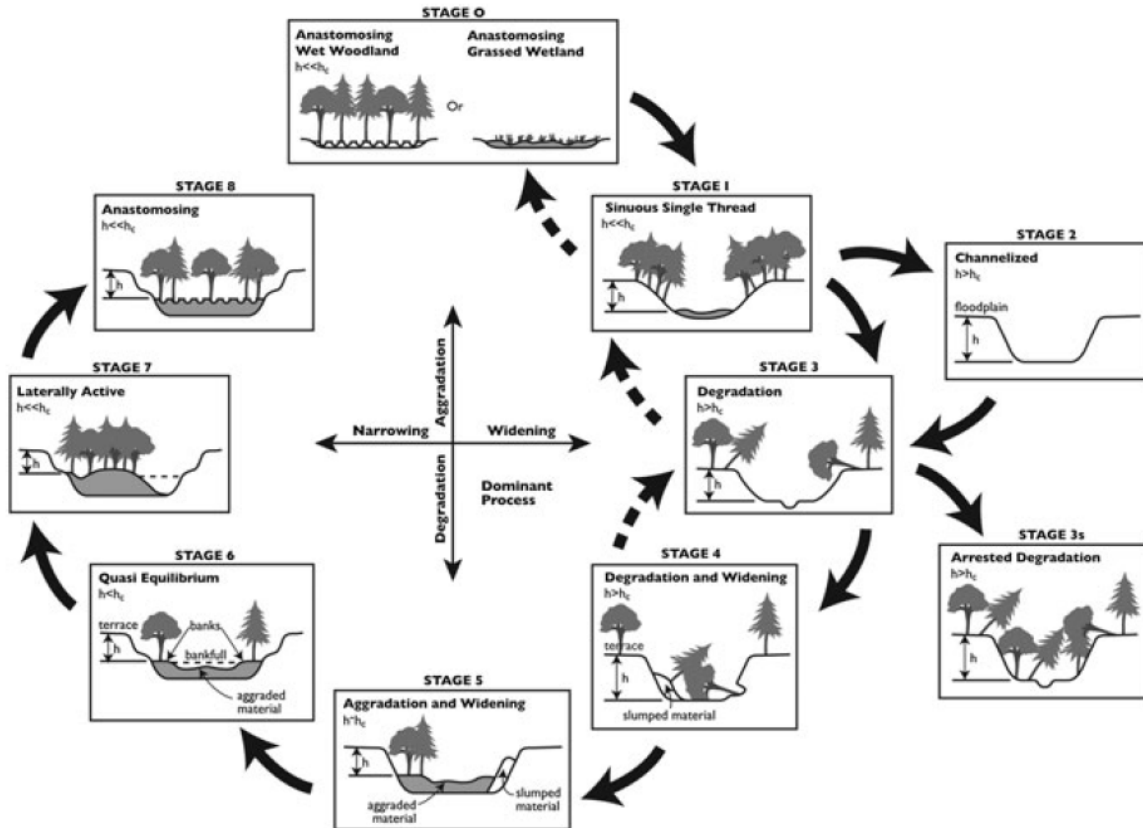 STAGE 0
Anastomosing
Wet Woodland
h<<hc
Or
Anastomosing
Grassed Wetland
STAGE 1
Sinuous Single Thread
h<<hc
h
STAGE 2
Channelized
h>hc
floodplain
h
STAGE 3
Degradation
h>hc
h
STAGE 3s
Arrested Degradation
h>hc
h
STAGE 4
Degradation and Widening
h>hc
terrace
h
slumped material
STAGE 5
Aggradation and Widening
h~hc
h
aggraded
material
slumped
material
STAGE 6
Quasi Equilibrium
h<hc
terrace
banks
h
bankfull
aggraded
material
STAGE 7
Laterally Active
h<<hc
h
STAGE 8
Anastomosing
h<<hc
h
Aggradation
Narrowing
Widening
Degradation
Dominant
Process